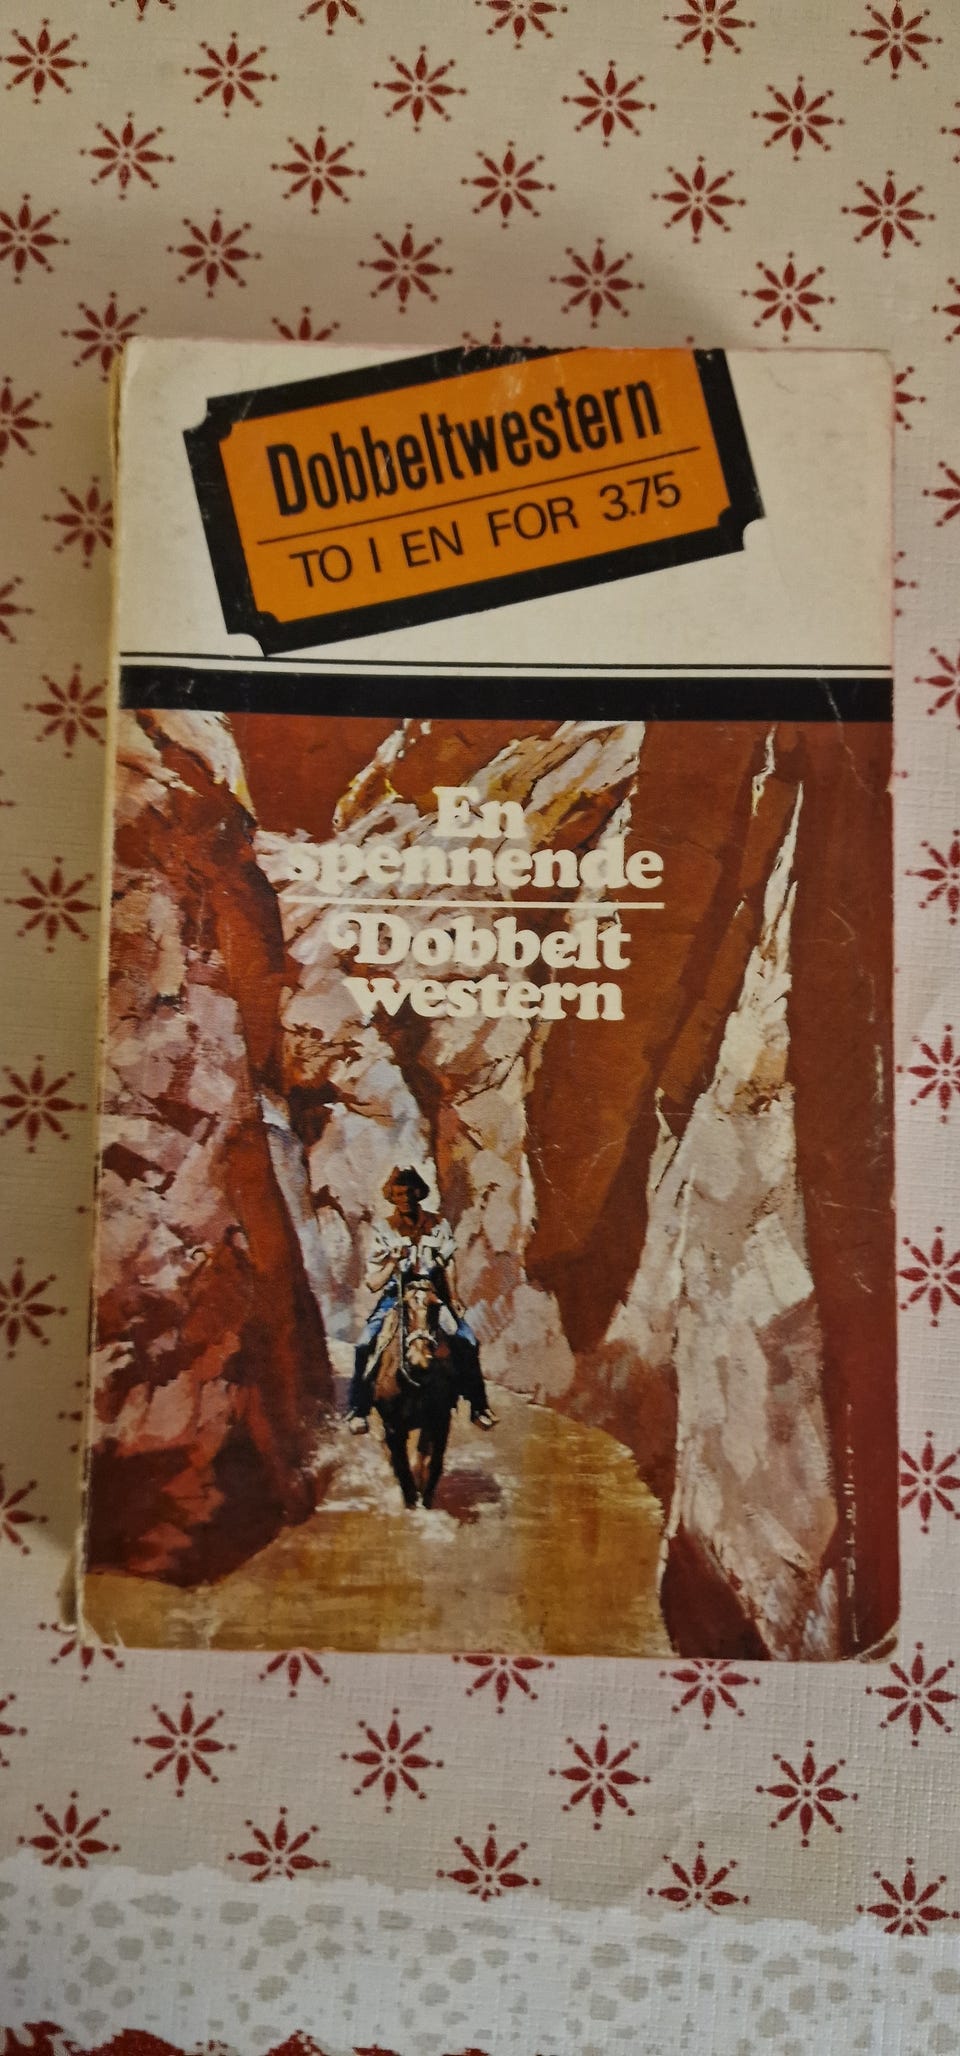 Dobbeltwestern
TO I EN FOR 3.75
En
spennende
Dobbelt
western